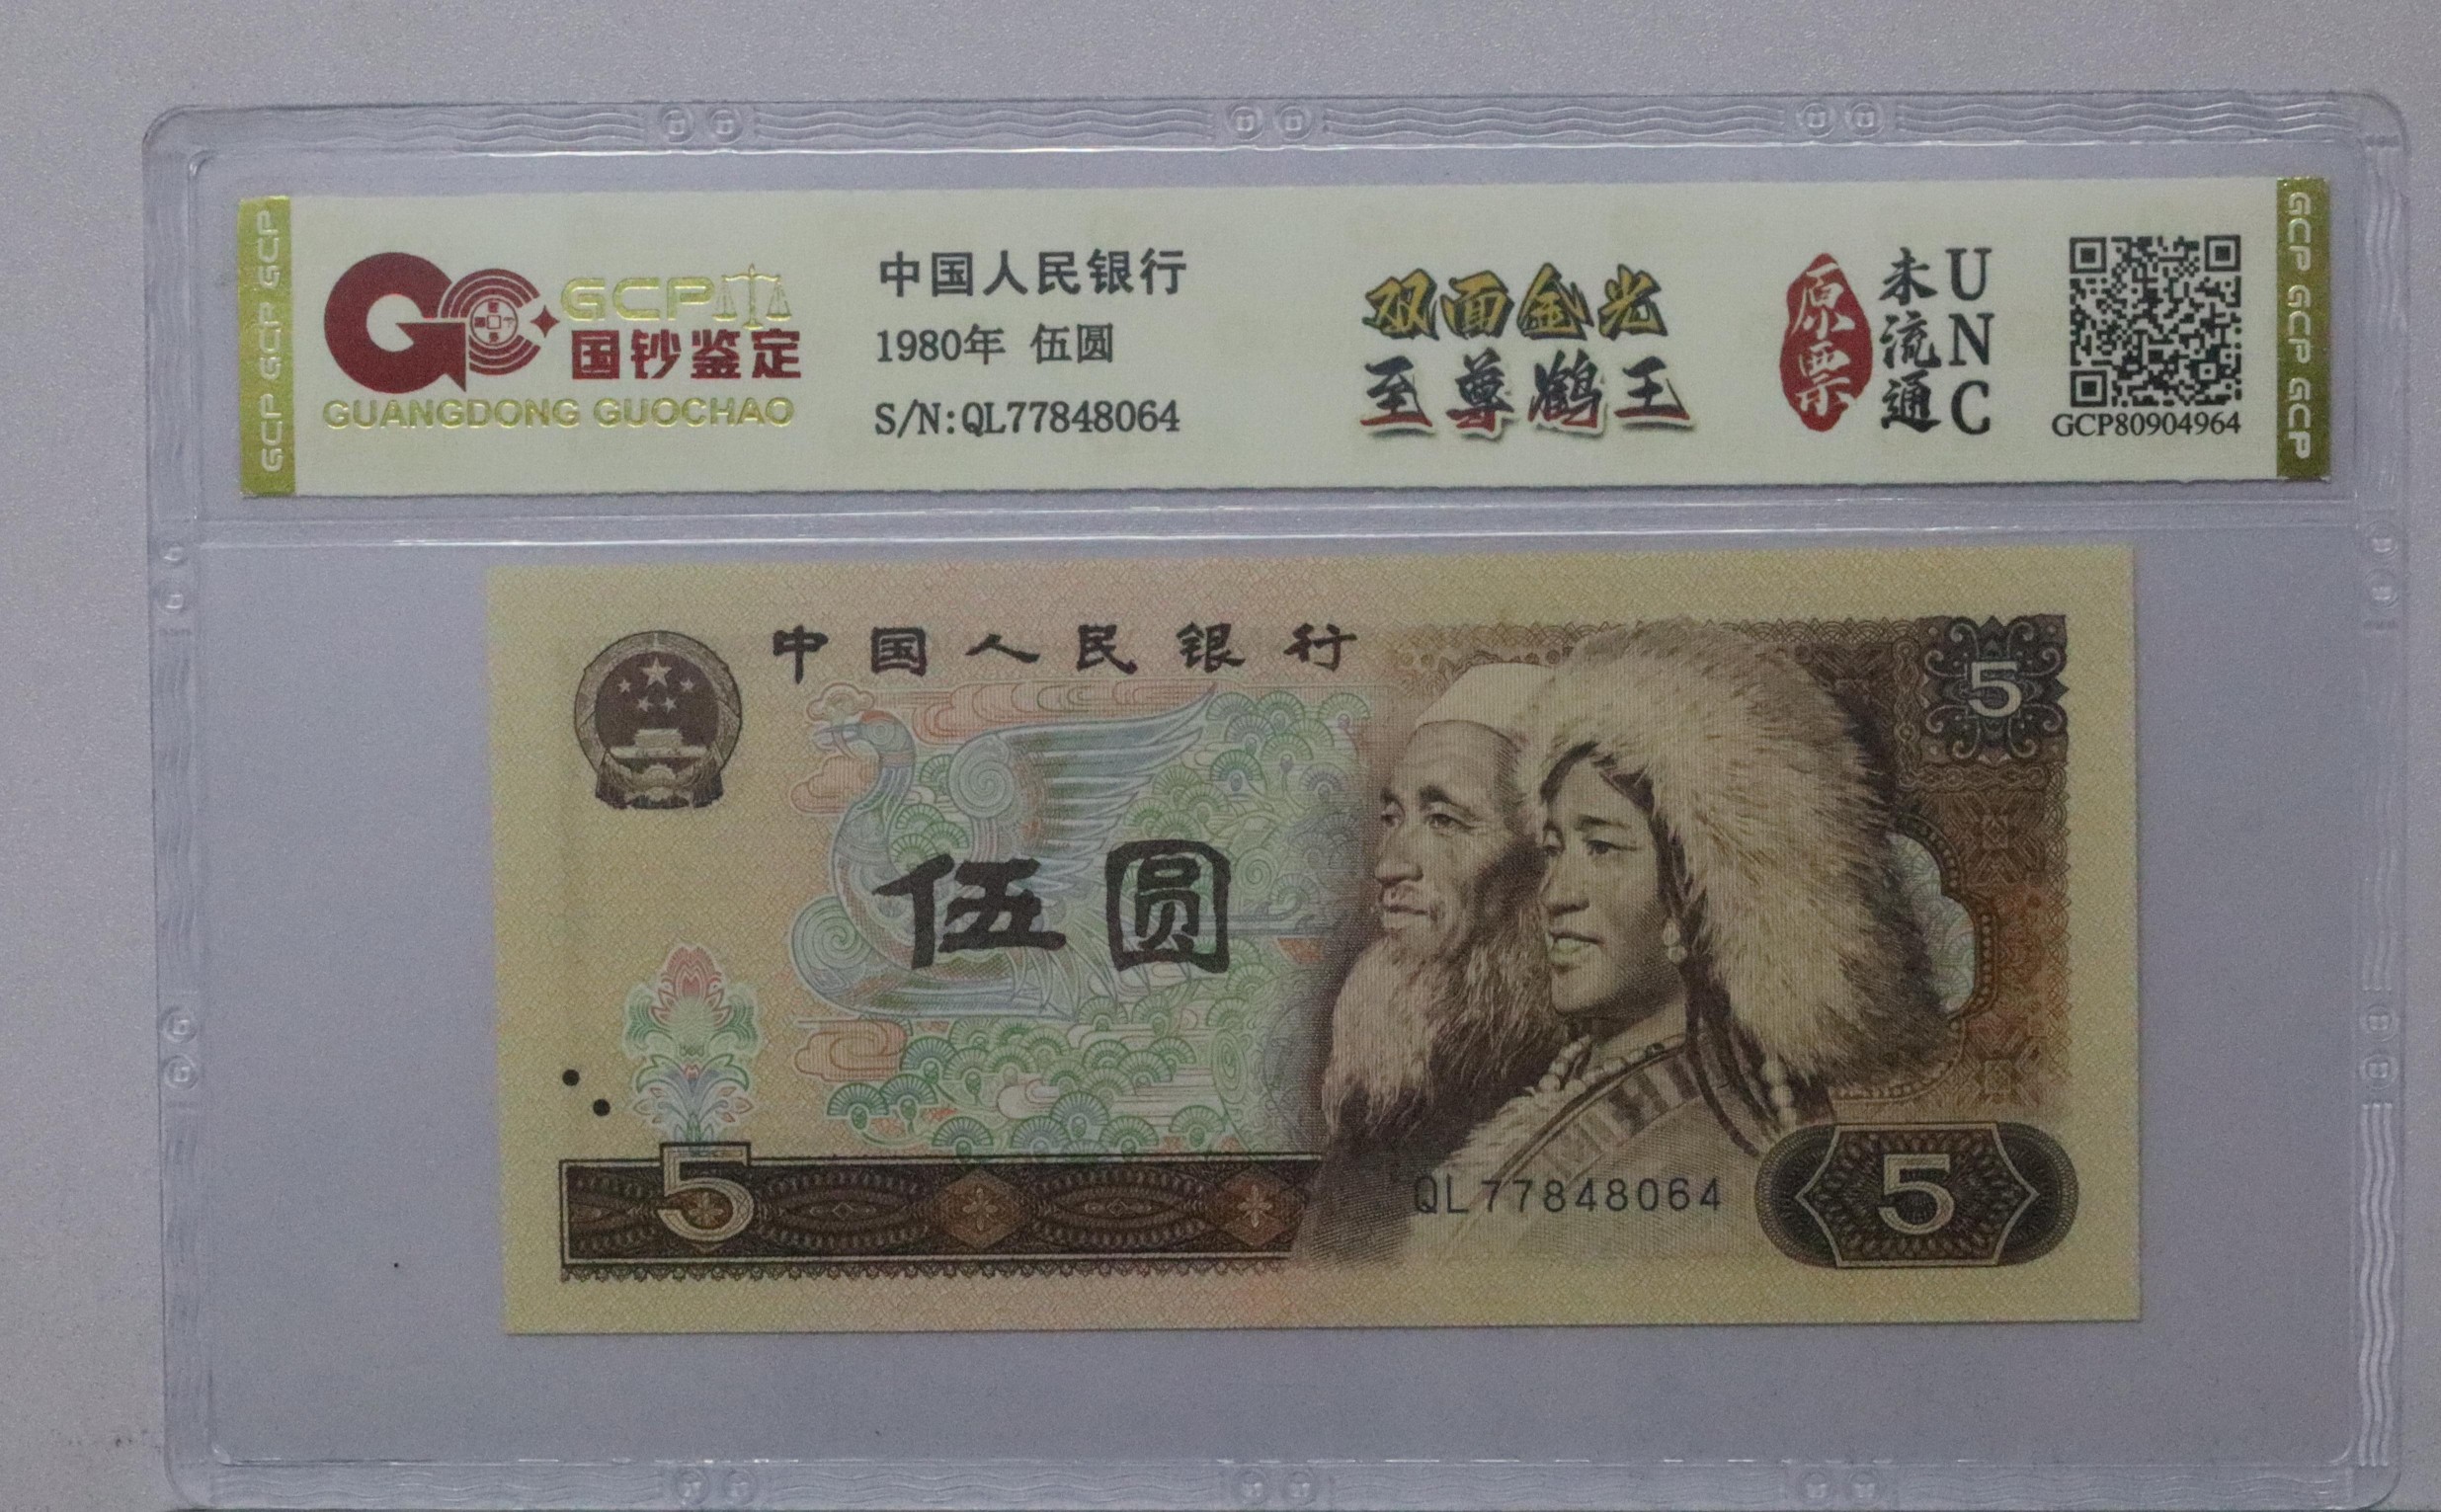 GCP GCP GCP
GCP
国钞鉴定
GUANGDONG GUOCHAO
中国人民银行
1980年 伍圆
S/N:QL77848064
双面金光
至尊鹤王
原票
未流通
UNC
GCP80904964
GCP GCP GCP
中国人民银行
5
伍圆
5
QL77848064
5